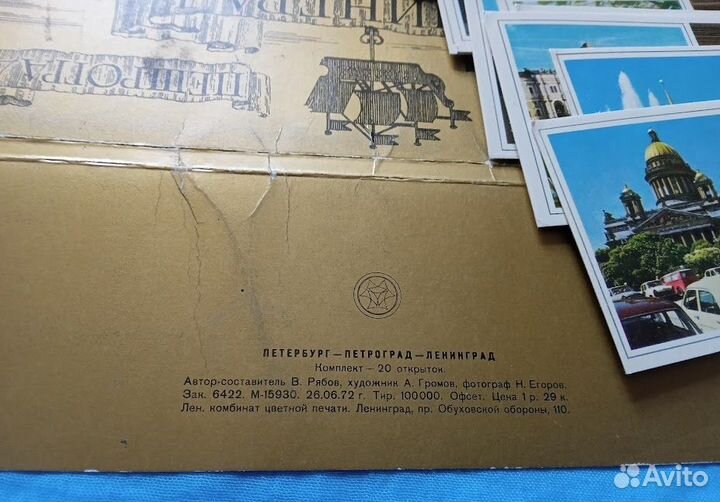 ПЕТРОГРАД
ПЕТЕРБУРГ—ПЕТРОГРАД—ЛЕНИНГРАД
Комплект — 20 открыток.
Автор-составитель В. Рябов, художник А. Громов, фотограф Н. Егоров.
Зак. 6422. М-15930. 26.06.72 г. Тир. 100000. Офсет. Цена 1 р. 29 к.
Лен. комбинат цветной печати. Ленинград, пр. Обуховской обороны, 110.
Avito